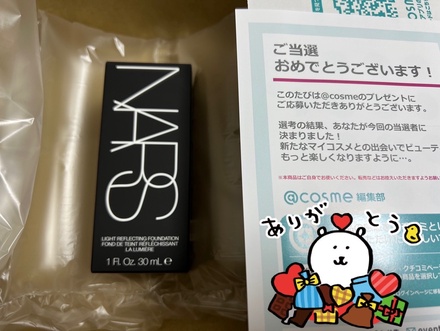 NARS
LIGHT REFLECTING FOUNDATION
FOND DE TEINT RÉFLÉCHISSANT
LA LUMIÈRE
1 FL. OZ. 30 mL e
ご当選
おめでとうございます！
このたびは@cosmeのプレゼントに
ご応募いただきありがとうございます。
選考の結果、あなたが今回の当選者に
決まりました！
新たなマイコスメとの出会いでビューテ
もっと楽しくなりますように…。
@cosme 編集部
ありがとう